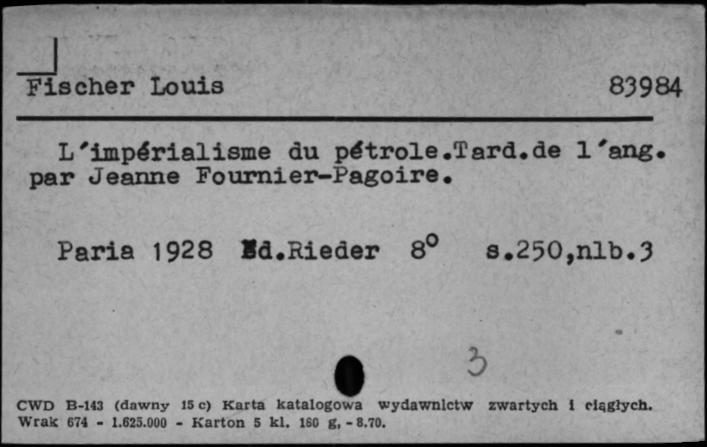 Fischer Louis 83984
L'impérialisme du pétrole.Tard.de l'ang.
par Jeanne Fournier-Pagoire.
Paria 1928 Ed.Rieder 8° s.250,nlb.3
3
CWD B-143 (dawny 15 c) Karta katalogowa wydawnictw zwartych i ciągłych.
Wrak 674 - 1.625.000 - Karton 5 kl. 180 g. - 8.70.